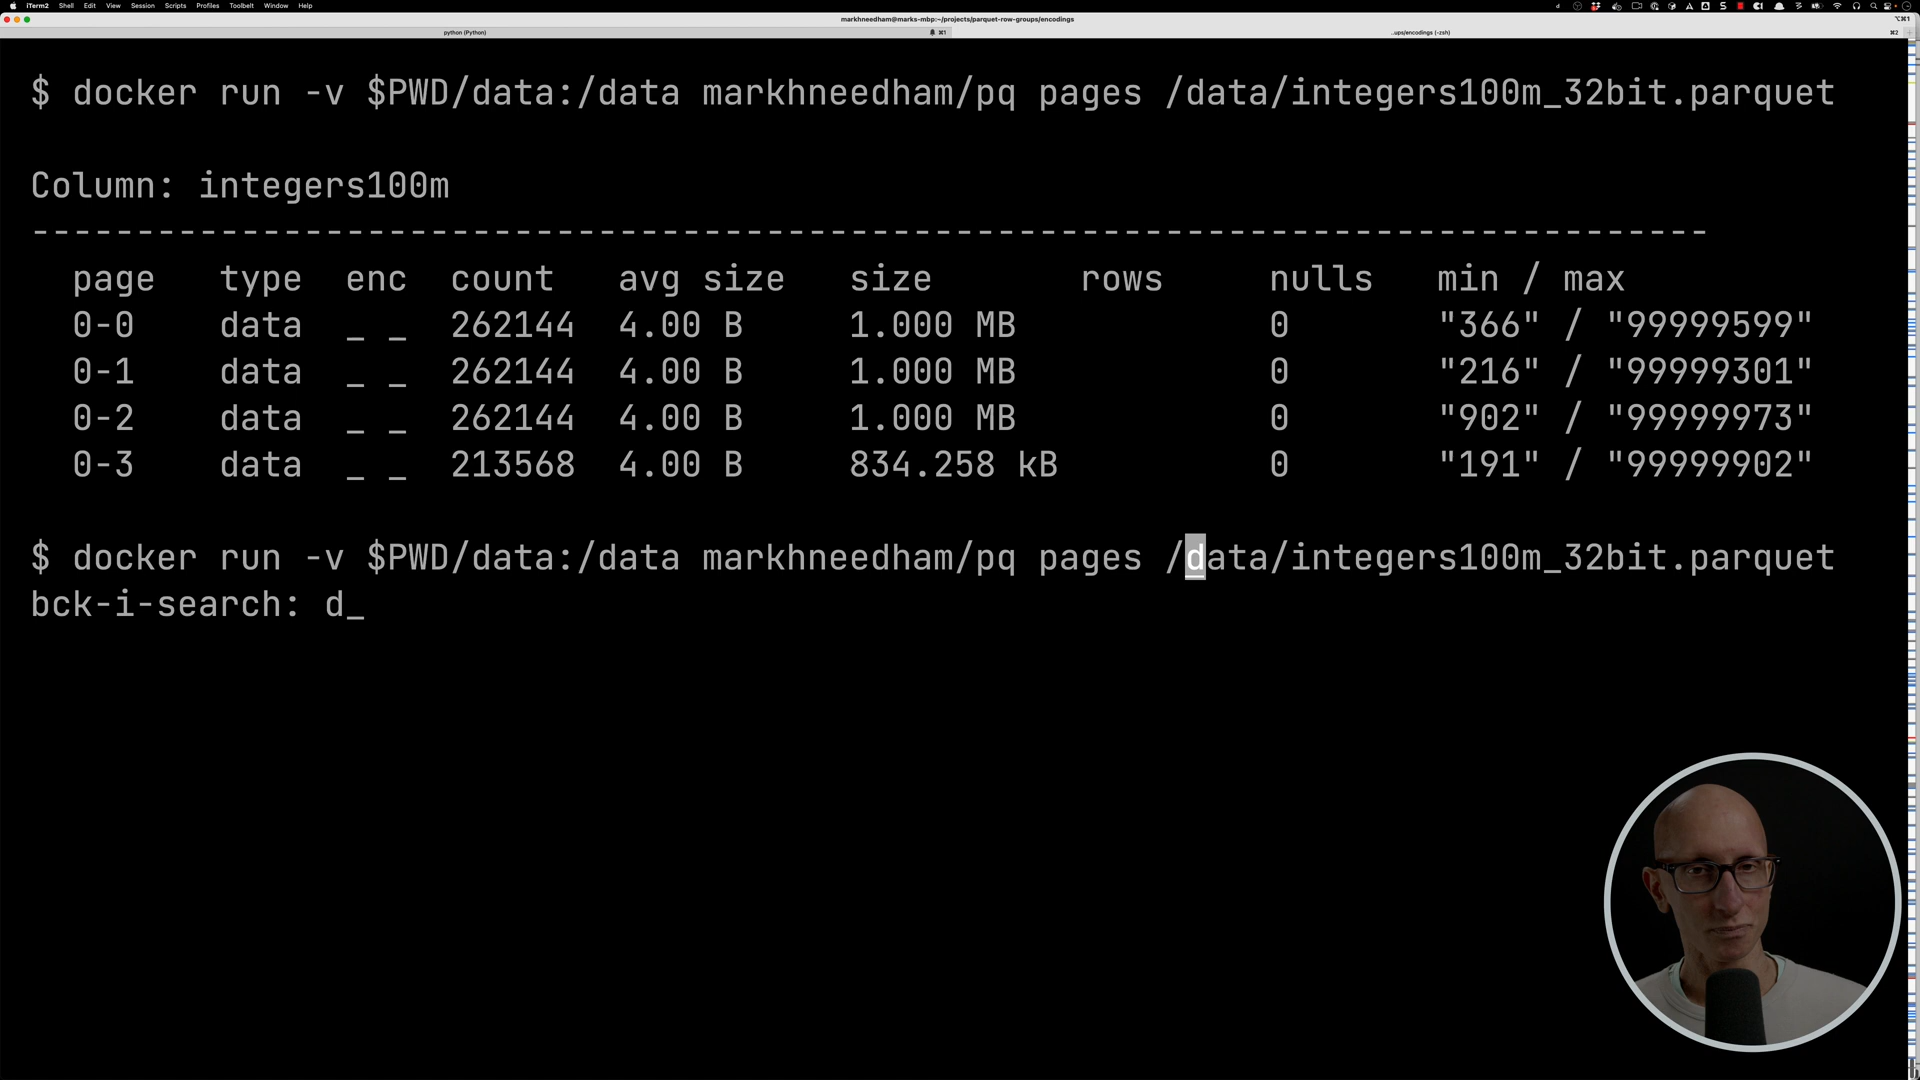 iTerm2 Shell Edit View Session Scripts Profiles Toolbelt Window Help
markhneedham@marks-mbp:~/projects/parquet-row-groups/encodings
⌥⌘1
python (Python) ⌘1 ..ups/encodings (-zsh) ⌘2
$ docker run -v $PWD/data:/data markhneedham/pq pages /data/integers100m_32bit.parquet
Column: integers100m
--------------------------------------------------------------------------------
page type enc count avg size size rows nulls min / max
0-0 data _ _ 262144 4.00 B 1.000 MB 0 "366" / "99999599"
0-1 data _ _ 262144 4.00 B 1.000 MB 0 "216" / "99999301"
0-2 data _ _ 262144 4.00 B 1.000 MB 0 "902" / "99999973"
0-3 data _ _ 213568 4.00 B 834.258 kB 0 "191" / "99999902"
$ docker run -v $PWD/data:/data markhneedham/pq pages /data/integers100m_32bit.parquet
bck-i-search: d_